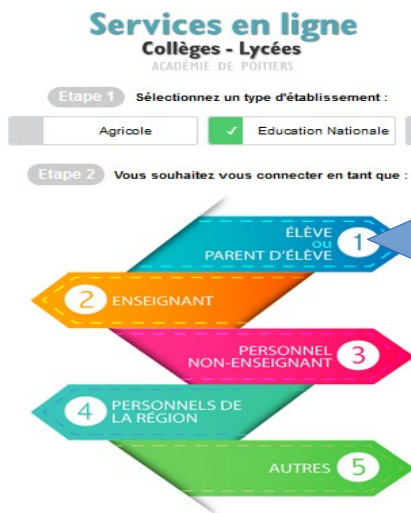 Services en ligne
Collèges - Lycées
ACADÉMIE DE POITIERS
Etape 1 Sélectionnez un type d'établissement :
Agricole Education Nationale
Etape 2 Vous souhaitez vous connecter en tant que :
ÉLÈVE
ou
PARENT D'ÉLÈVE
1
2 ENSEIGNANT
PERSONNEL
NON-ENSEIGNANT
3
4 PERSONNELS DE
LA RÉGION
AUTRES 5